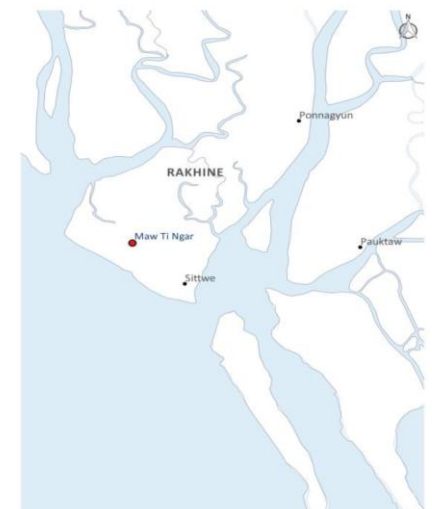 N
Ponnagyun
RAKHINE
Maw Ti Ngar
Pauktaw
Sittwe